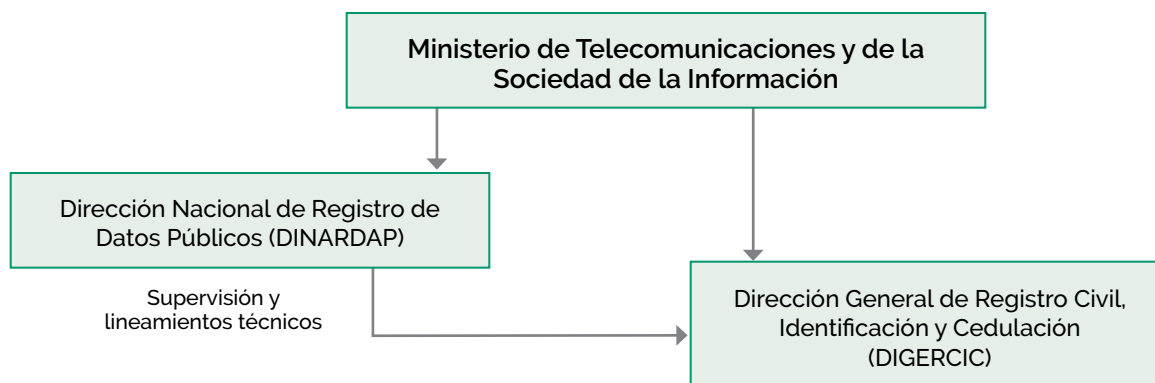 Ministerio de Telecomunicaciones y de la
Sociedad de la Información
Dirección Nacional de Registro de
Datos Públicos (DINARDAP)
Supervisión y
lineamientos técnicos
Dirección General de Registro Civil,
Identificación y Cedulación
(DIGERCIC)